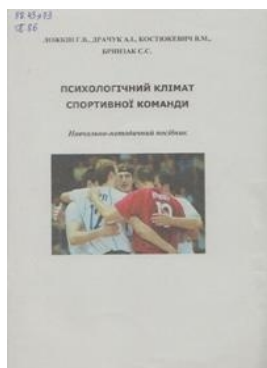 ЛОЖКІН Г.В., ДРАЧУК А.І., КОСТЮКЕВИЧ В.М.,
БРИНЗАК С.С.
ПСИХОЛОГІЧНИЙ КЛІМАТ
СПОРТИВНОЇ КОМАНДИ
Навчально-методичний посібник